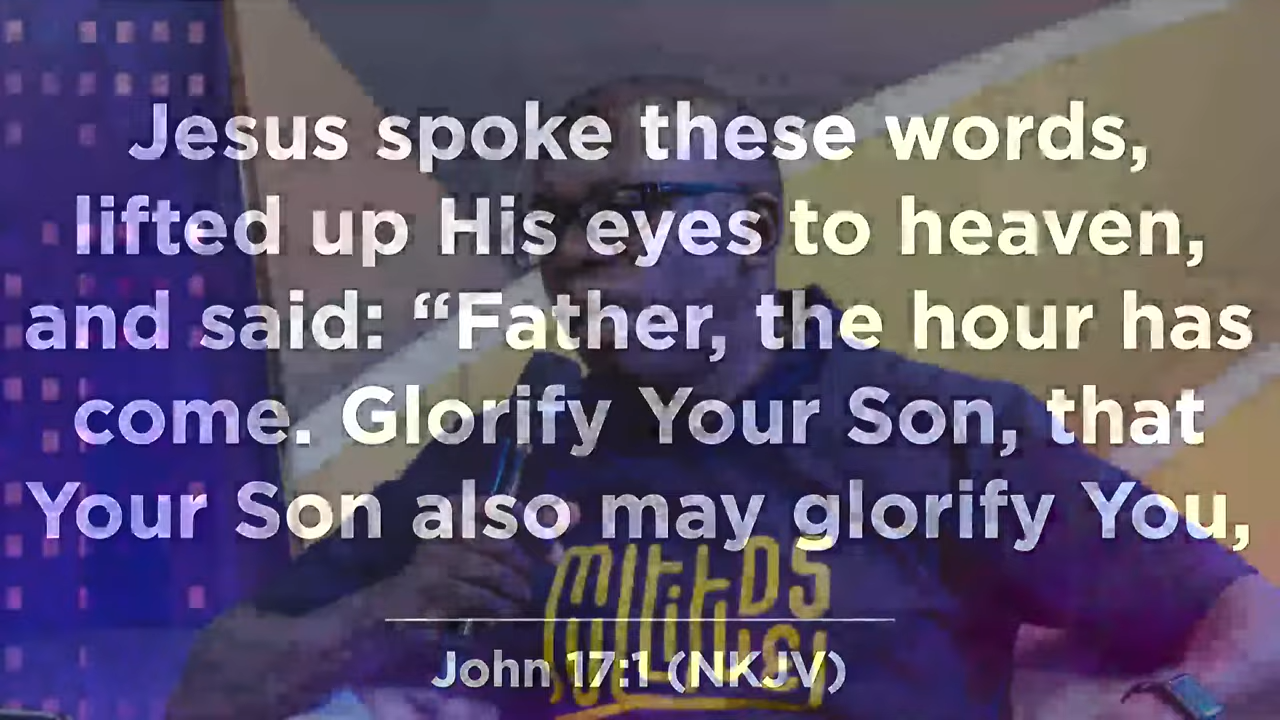 Jesus spoke these words,
lifted up His eyes to heaven,
and said: “Father, the hour has
come. Glorify Your Son, that
Your Son also may glorify You,
John 17:1 (NKJV)